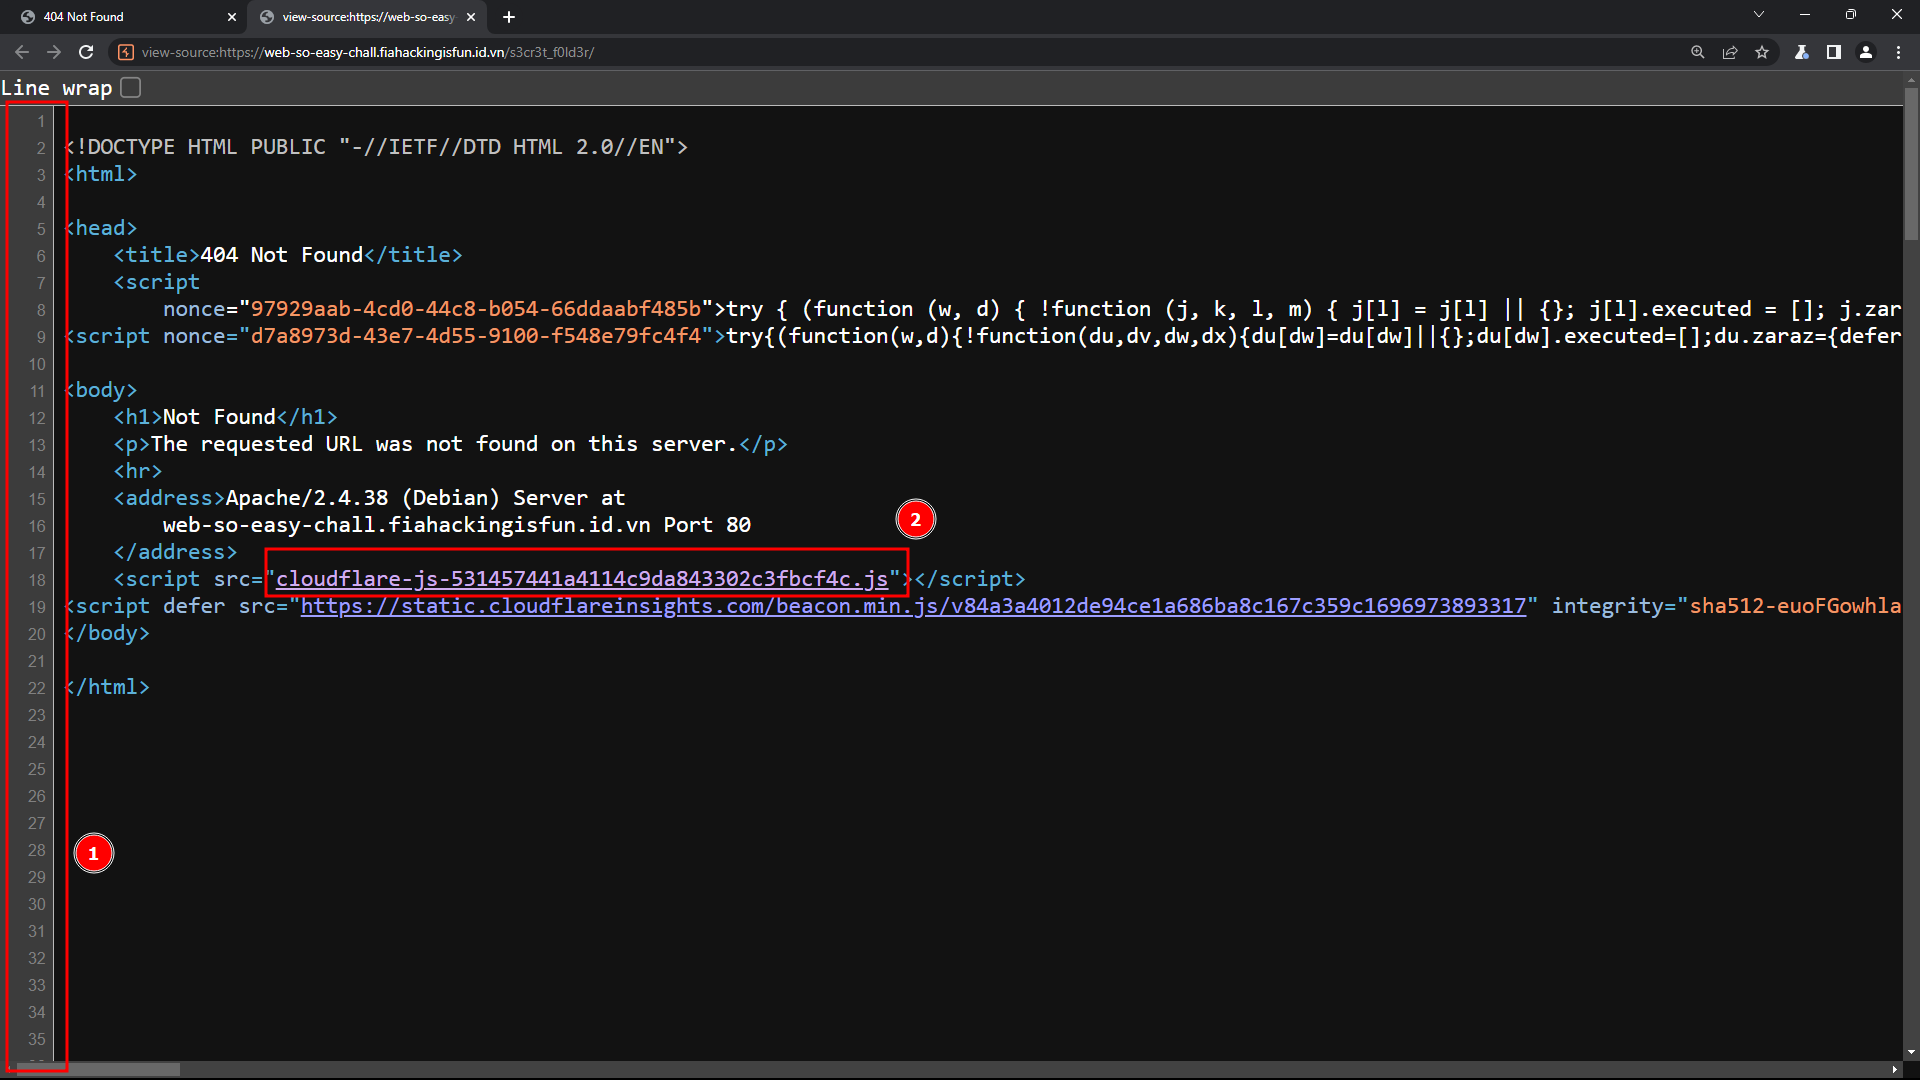 404 Not Found
view-source:https://web-so-easy-
view-source:https://web-so-easy-chall.fiahackingisfun.id.vn/s3cr3t_f0ld3r/
Line wrap
1
2 <!DOCTYPE HTML PUBLIC "-//IETF//DTD HTML 2.0//EN">
3 <html>
4
5 <head>
6 <title>404 Not Found</title>
7 <script
8 nonce="97929aab-4cd0-44c8-b054-66ddaabf485b">try { (function (w, d) { !function (j, k, l, m) { j[l] = j[l] || {}; j[l].executed = []; j.zar
9 <script nonce="d7a8973d-43e7-4d55-9100-f548e79fc4f4">try{(function(w,d){!function(du,dv,dw,dx){du[dw]=du[dw]||{};du[dw].executed=[];du.zaraz={defer
10
11 <body>
12 <h1>Not Found</h1>
13 <p>The requested URL was not found on this server.</p>
14 <hr>
15 <address>Apache/2.4.38 (Debian) Server at
16 web-so-easy-chall.fiahackingisfun.id.vn Port 80
2
17 </address>
18 <script src="cloudflare-js-531457441a4114c9da843302c3fbcf4c.js"></script>
19 <script defer src="https://static.cloudflareinsights.com/beacon.min.js/v84a3a4012de94ce1a686ba8c167c359c1696973893317" integrity="sha512-euoFGowhla
20 </body>
21
22 </html>
23
24
25
26
27
28
1
29
30
31
32
33
34
35